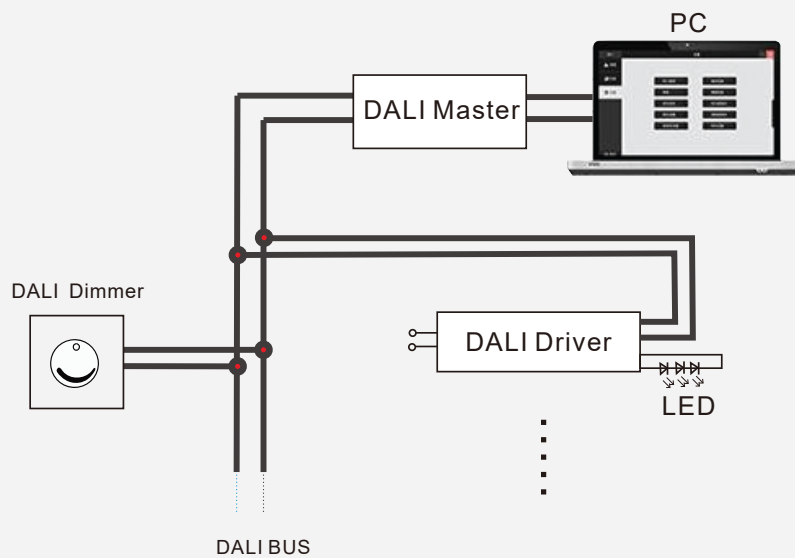 PC
DALI Master
DALI Dimmer
DALI Driver
LED
DALI BUS